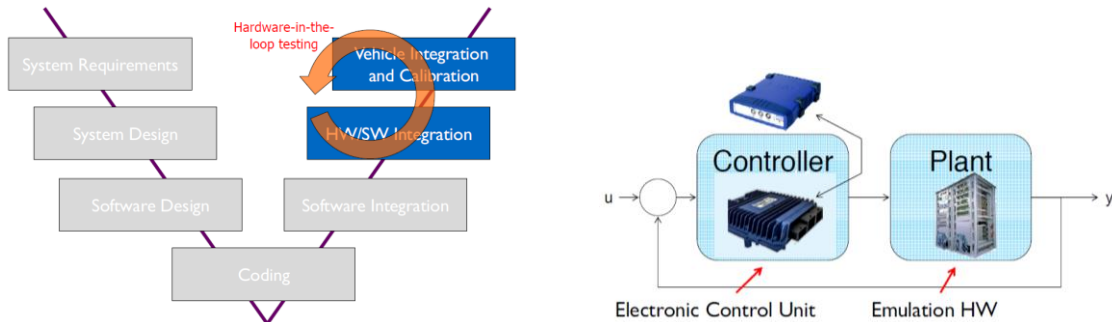 Hardware-in-the-
loop testing
System Requirements
Vehicle Integration
and Calibration
System Design
HW/SW Integration
Software Design
Software Integration
Coding
Controller
Plant
u
y
Electronic Control Unit
Emulation HW